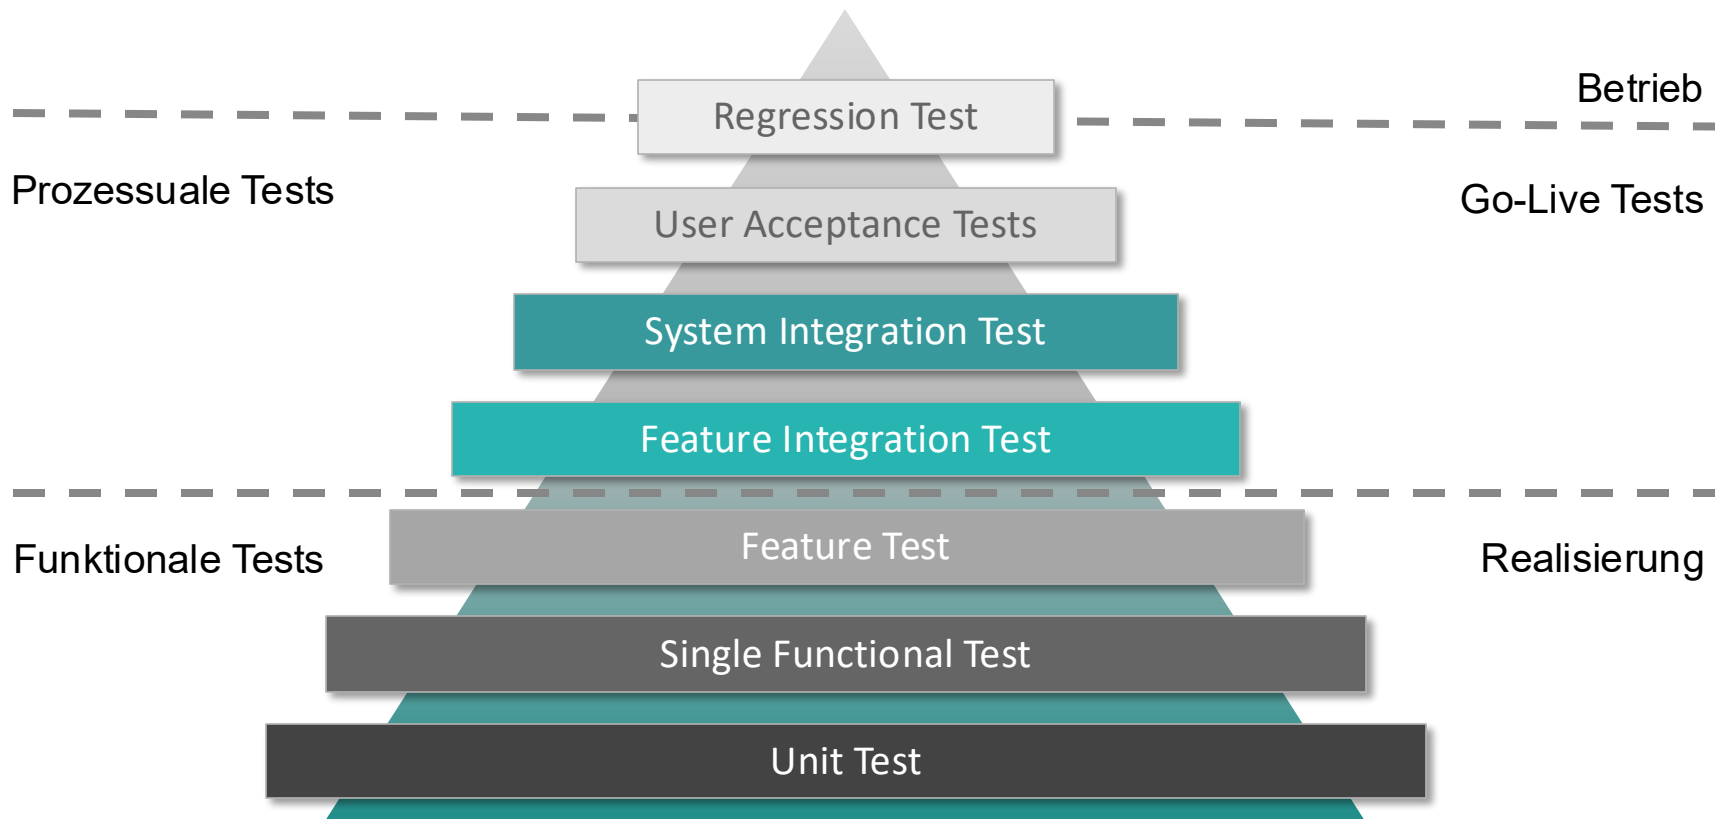 Betrieb
Regression Test
Prozessuale Tests
Go-Live Tests
User Acceptance Tests
System Integration Test
Feature Integration Test
Feature Test
Funktionale Tests
Realisierung
Single Functional Test
Unit Test